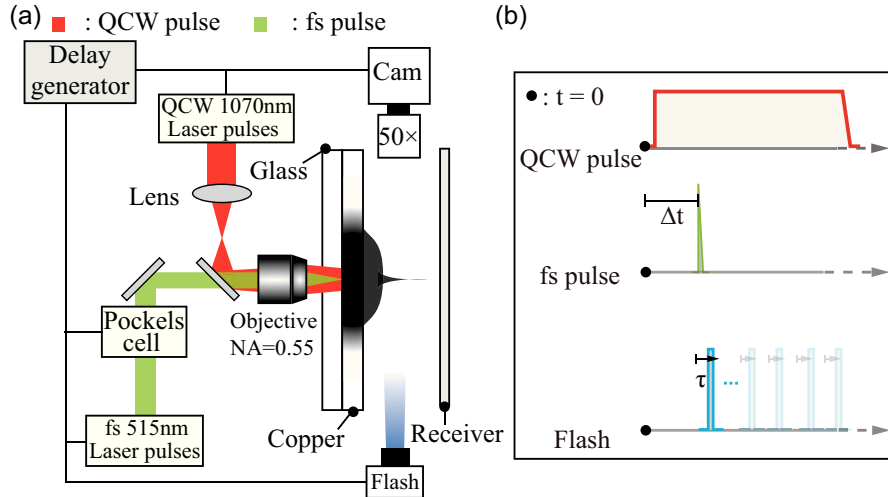 (a)
: QCW pulse
: fs pulse
Delay
generator
Cam
QCW 1070nm
Laser pulses
50×
Glass
Lens
Pockels
cell
Objective
NA=0.55
fs 515nm
Laser pulses
Copper
Receiver
Flash
(b)
: t = 0
QCW pulse
Δt
fs pulse
τ
...
Flash